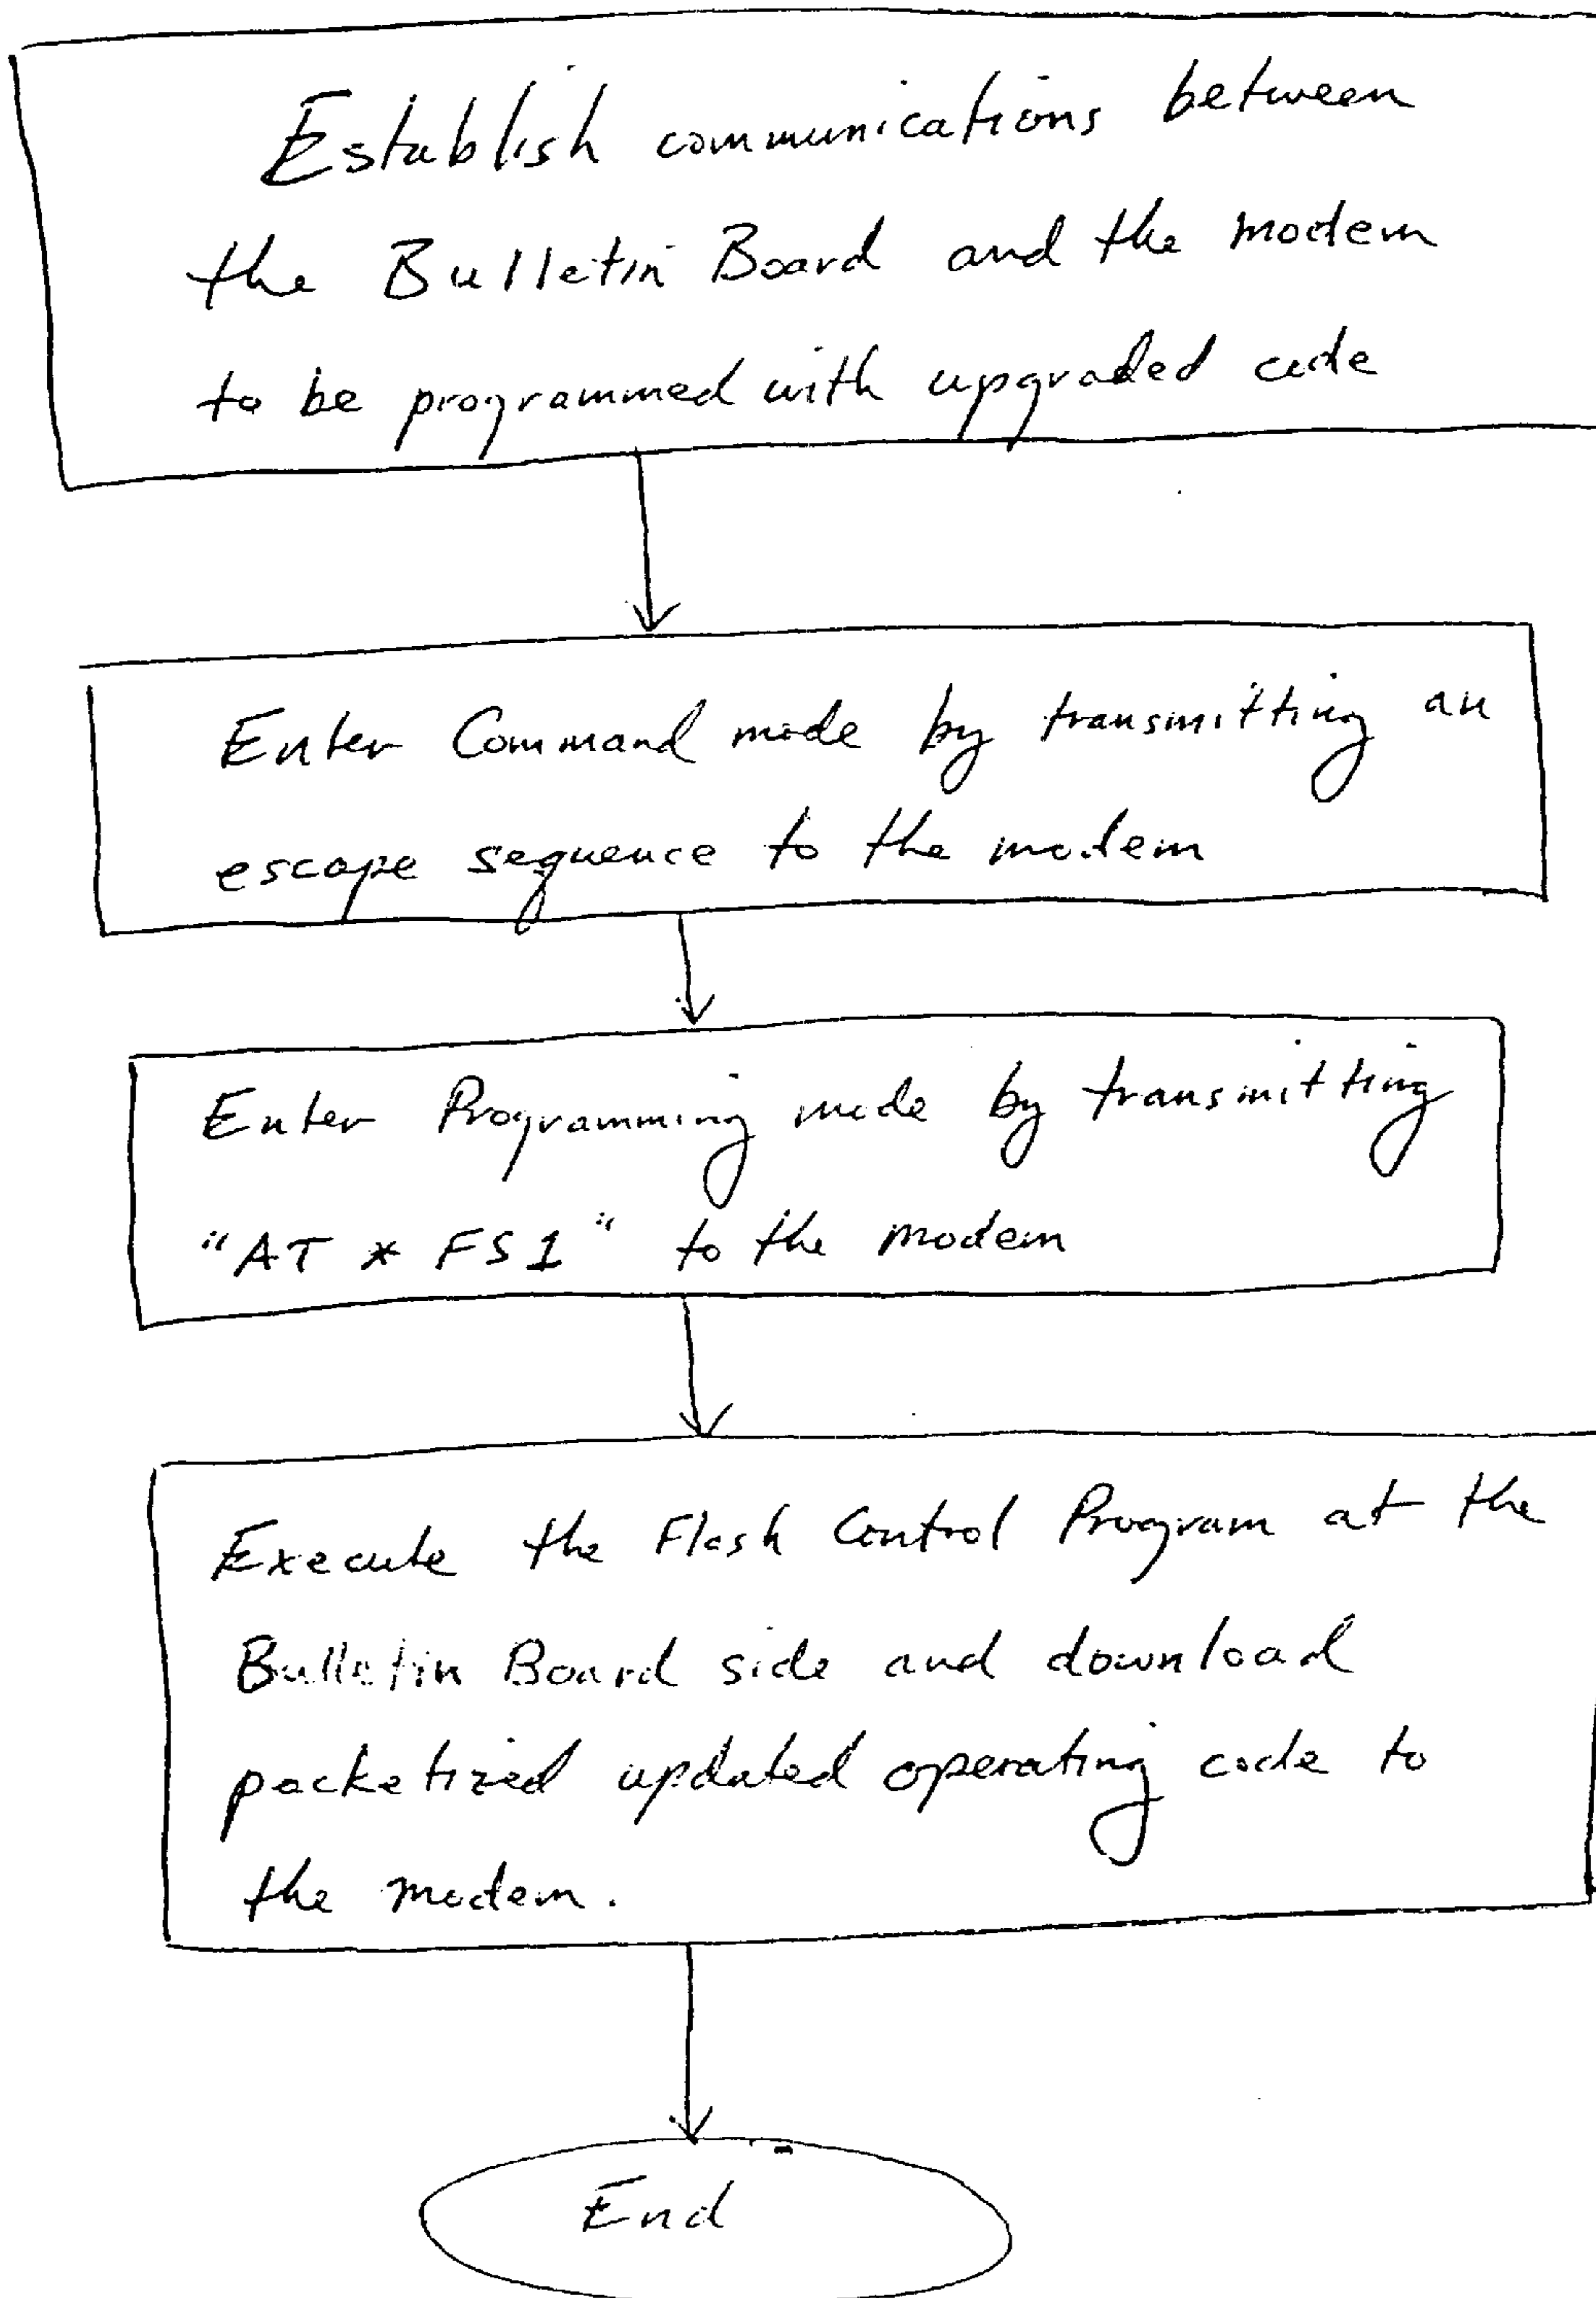 Establish communications between
the Bulletin Board and the modem
to be programmed with upgraded code
Enter Command mode by transmitting an
escape sequence to the modem
Enter Programming mode by transmitting
"AT * FS1" to the modem
Execute the Flash Control Program at the
Bulletin Board side and download
packetized updated operating code to
the modem.
End